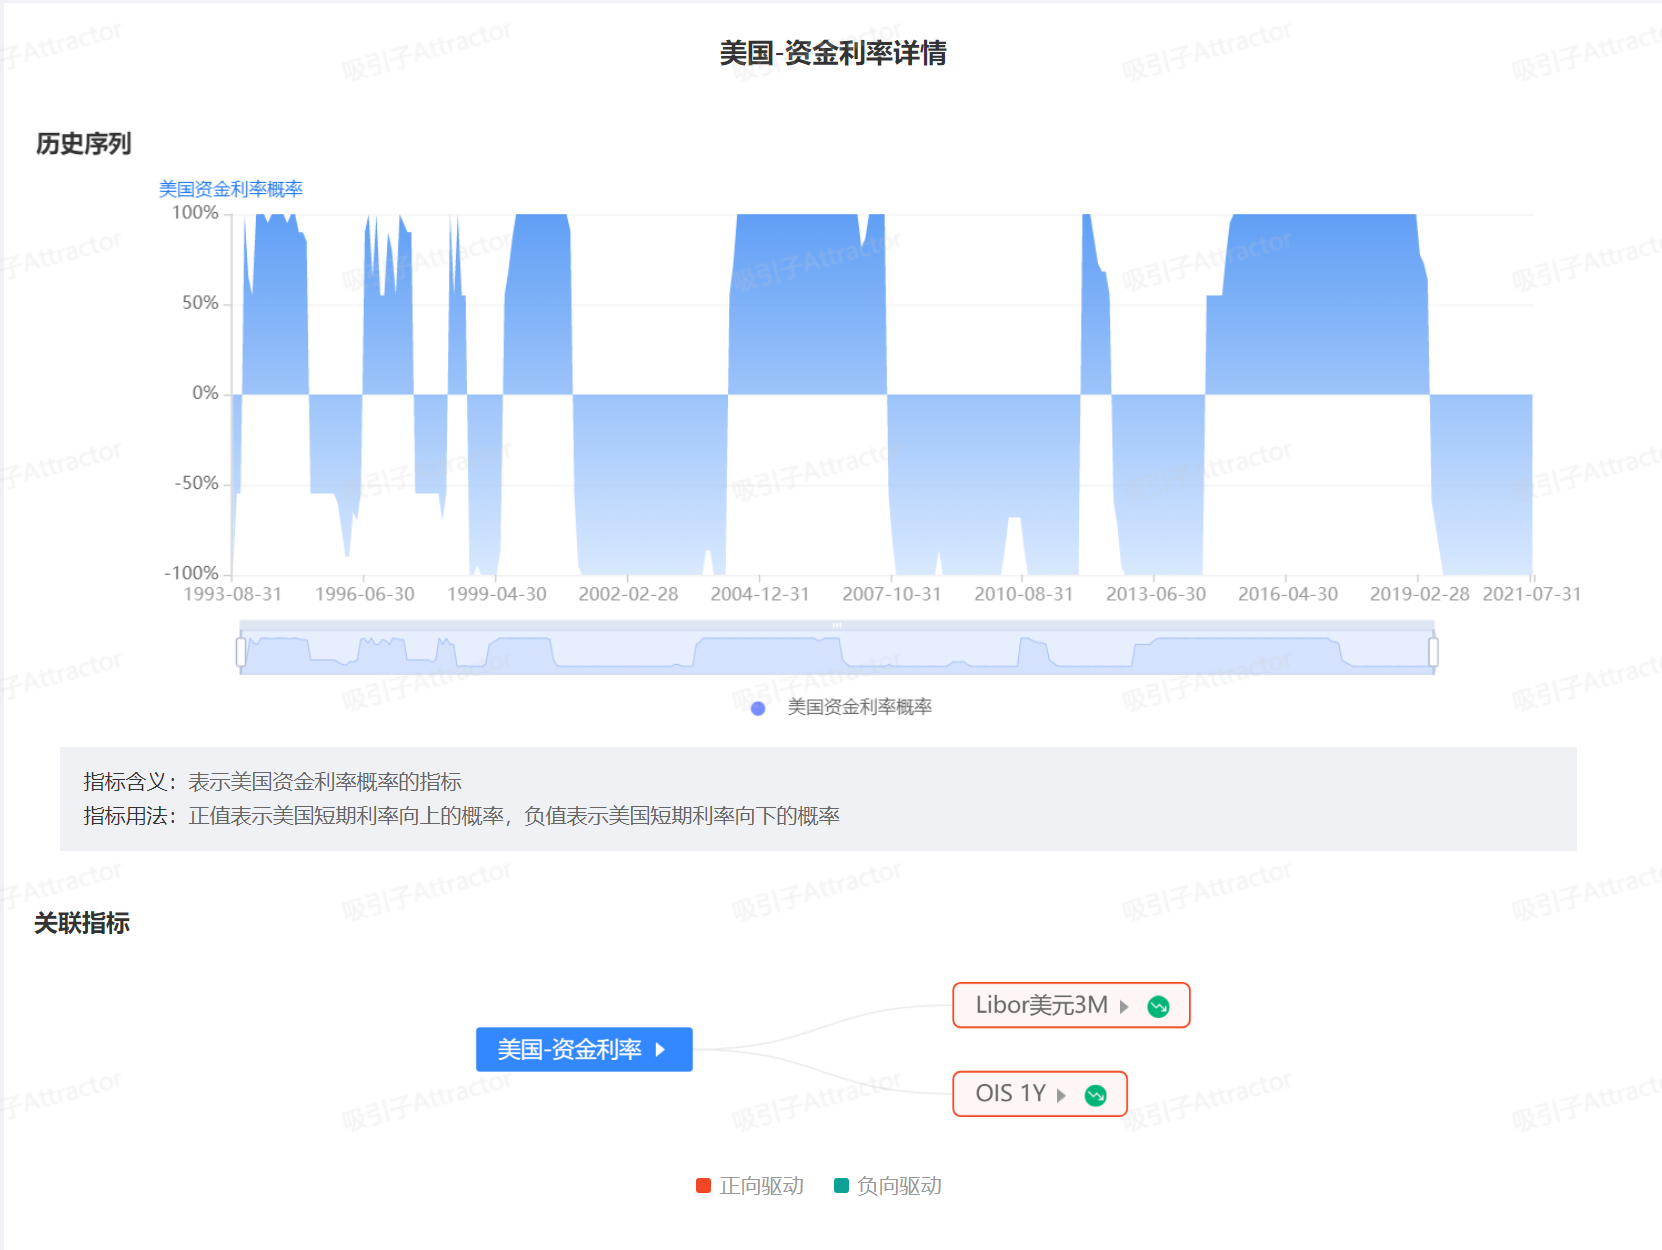 美国-资金利率详情
历史序列
美国资金利率概率
100%
50%
0%
-50%
-100%
1993-08-31 1996-06-30 1999-04-30 2002-02-28 2004-12-31 2007-10-31 2010-08-31 2013-06-30 2016-04-30 2019-02-28 2021-07-31
美国资金利率概率
指标含义：表示美国资金利率概率的指标
指标用法：正值表示美国短期利率向上的概率，负值表示美国短期利率向下的概率
关联指标
Libor美元3M
美国-资金利率
OIS 1Y
正向驱动 负向驱动
吸引子Attractor